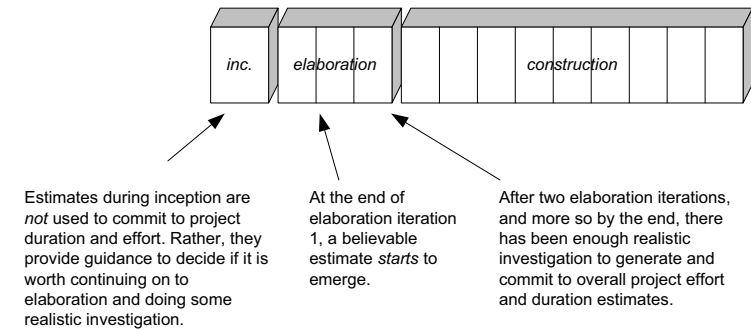 inc.
elaboration
construction
Estimates during inception are
not used to commit to project
duration and effort. Rather, they
provide guidance to decide if it is
worth continuing on to
elaboration and doing some
realistic investigation.
At the end of
elaboration iteration
1, a believable
estimate starts to
emerge.
After two elaboration iterations,
and more so by the end, there
has been enough realistic
investigation to generate and
commit to overall project effort
and duration estimates.